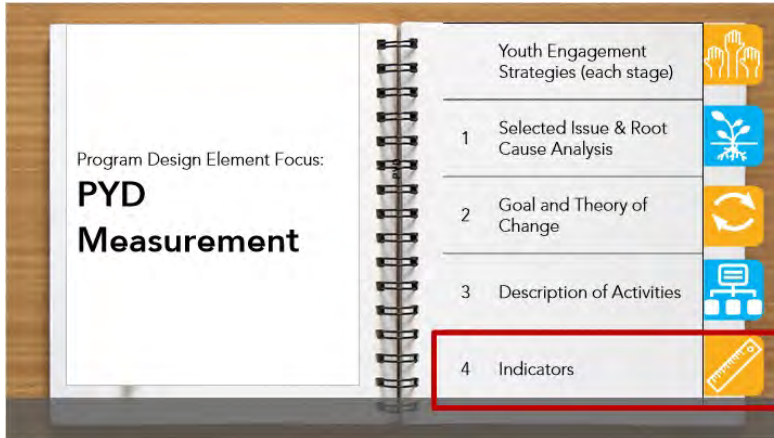 Program Design Element Focus:
PYD
Measurement
Youth Engagement
Strategies (each stage)
1
Selected Issue & Root
Cause Analysis
2
Goal and Theory of
Change
3
Description of Activities
4
Indicators